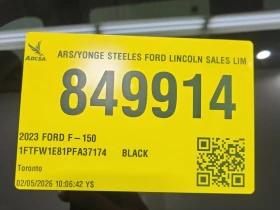 ADESA
ARS/YONGE STEELES FORD LINCOLN SALES LIM
849914
2023 FORD F-150
1FTFW1E81PFA37174 BLACK
Toronto
02/05/2026 10:06:42 YS